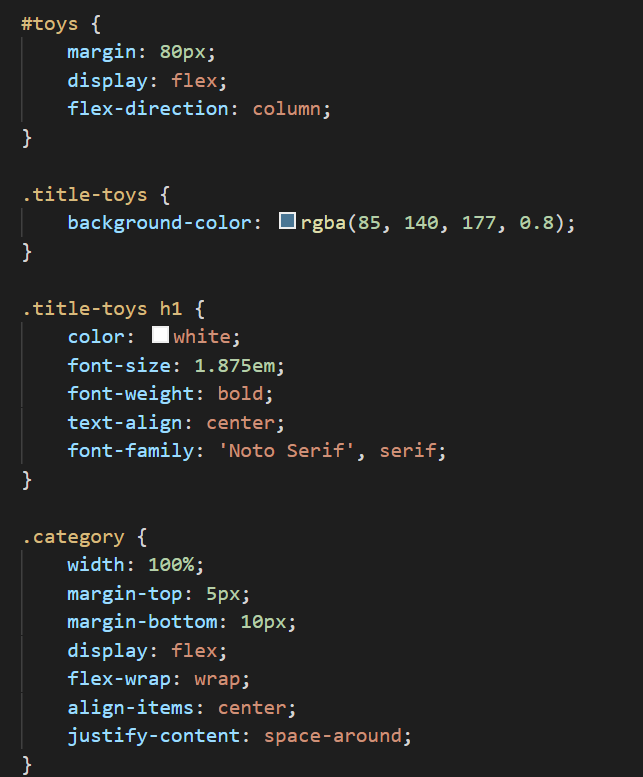 #toys {
    margin: 80px;
    display: flex;
    flex-direction: column;
}

.title-toys {
    background-color: rgba(85, 140, 177, 0.8);
}

.title-toys h1 {
    color: white;
    font-size: 1.875em;
    font-weight: bold;
    text-align: center;
    font-family: 'Noto Serif', serif;
}

.category {
    width: 100%;
    margin-top: 5px;
    margin-bottom: 10px;
    display: flex;
    flex-wrap: wrap;
    align-items: center;
    justify-content: space-around;
}